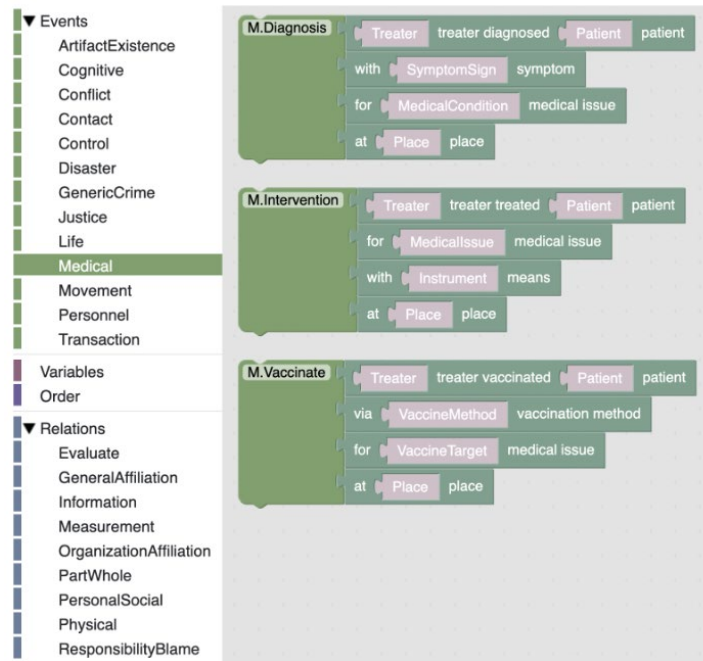 ▼ Events
ArtifactExistence
Cognitive
Conflict
Contact
Control
Disaster
GenericCrime
Justice
Life
Medical
Movement
Personnel
Transaction
Variables
Order
▼ Relations
Evaluate
GeneralAffiliation
Information
Measurement
OrganizationAffiliation
PartWhole
PersonalSocial
Physical
ResponsibilityBlame
M.Diagnosis Treater treater diagnosed Patient patient
with SymptomSign symptom
for MedicalCondition medical issue
at Place place
M.Intervention Treater treater treated Patient patient
for MedicalIssue medical issue
with Instrument means
at Place place
M.Vaccinate Treater treater vaccinated Patient patient
via VaccineMethod vaccination method
for VaccineTarget medical issue
at Place place